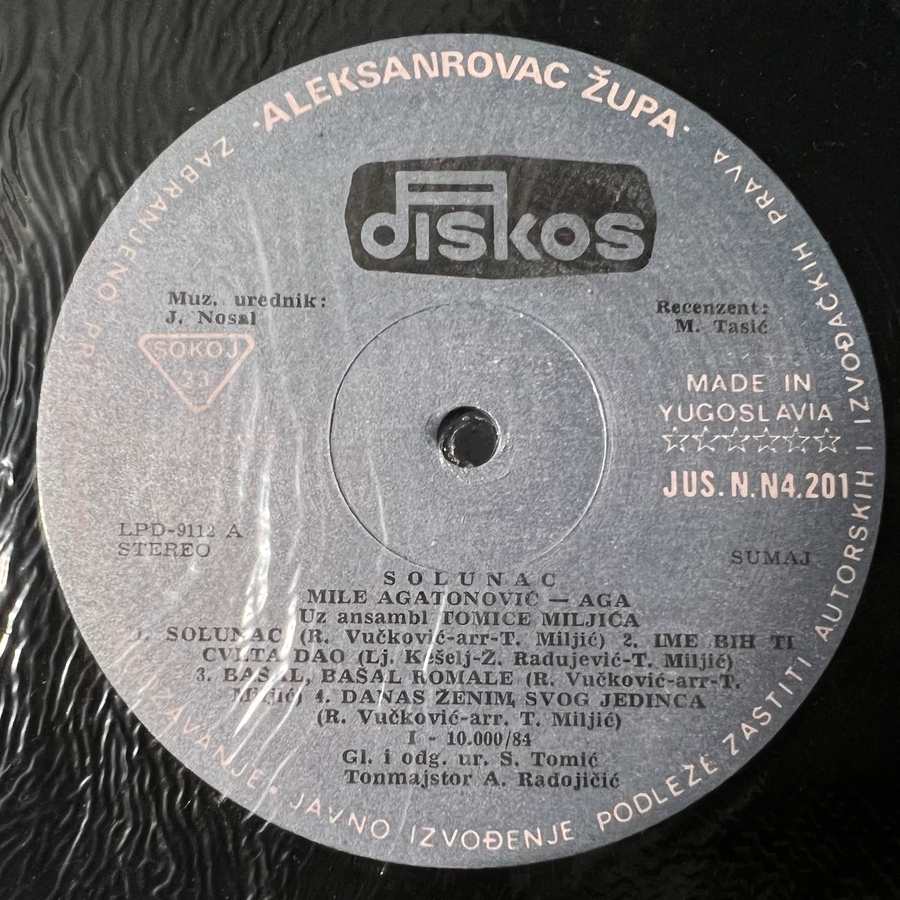 ·ALEKSANROVAC ŽUPA·
diskos
Muz. urednik:
J. Nosal
Recenzent:
M. Tasić
SOKOJ
MADE IN
YUGOSLAVIA
☆☆☆☆☆☆
JUS.N.N4.201
LPD-9112 A
STEREO
SUMAJ
SOLUNAC
MILE AGATONOVIĆ — AGA
Uz ansambl TOMICE MILJIĆA
1. SOLUNAC (R. Vučković-arr-T. Miljić) 2. IME BIH TI
CVETA DAO (Lj. Kešelj-Z. Radujević-T. Miljić)
3. BAŠAL, BAŠAL ROMALE (R. Vučković-arr-T.
Miljić) 4. DANAS ŽENIM SVOG JEDINCA
(R. Vučković-arr. T. Miljić)
I - 10.000/84
Gl. i odg. ur. S. Tomić
Tonmajstor A. Radojičić
ZABRANJENO
JAVNO IZVOĐENJE PODLEŽE ZAŠTITI AUTORSKIH I IZVOĐAČKIH PRAVA